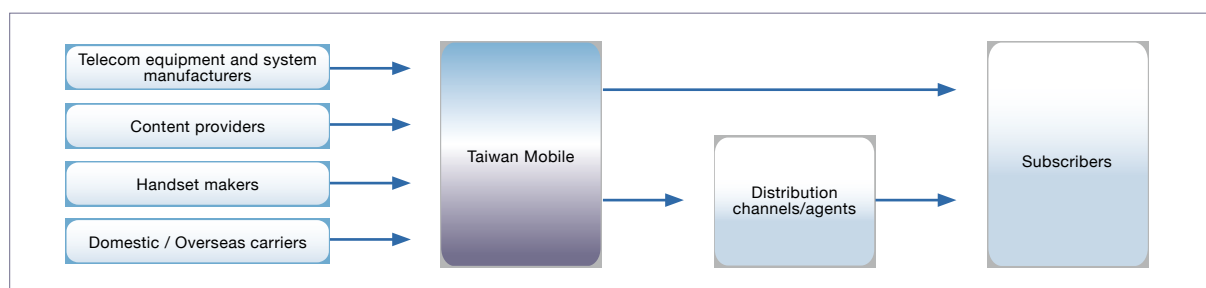 Telecom equipment and system
manufacturers
Content providers
Handset makers
Domestic / Overseas carriers
Taiwan Mobile
Distribution
channels/agents
Subscribers